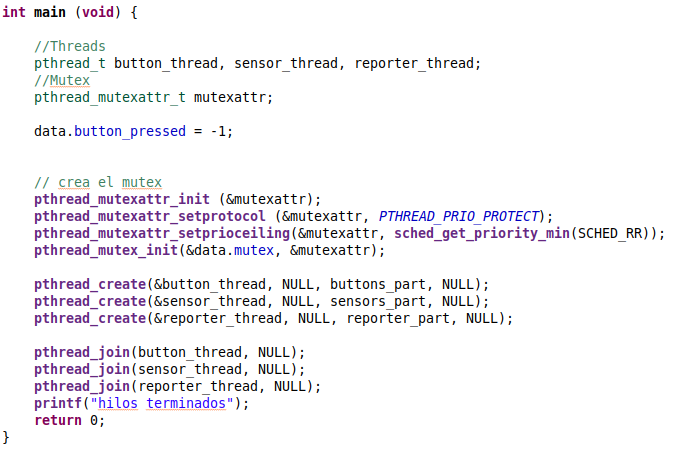 int main (void) {
//Threads
pthread_t button_thread, sensor_thread, reporter_thread;
//Mutex
pthread_mutexattr_t mutexattr;
data.button_pressed = -1;
// crea el mutex
pthread_mutexattr_init (&mutexattr);
pthread_mutexattr_setprotocol (&mutexattr, PTHREAD_PRIO_PROTECT);
pthread_mutexattr_setprioceiling(&mutexattr, sched_get_priority_min(SCHED_RR));
pthread_mutex_init(&data.mutex, &mutexattr);
pthread_create(&button_thread, NULL, buttons_part, NULL);
pthread_create(&sensor_thread, NULL, sensors_part, NULL);
pthread_create(&reporter_thread, NULL, reporter_part, NULL);
pthread_join(button_thread, NULL);
pthread_join(sensor_thread, NULL);
pthread_join(reporter_thread, NULL);
printf("hilos terminados");
return 0;
}